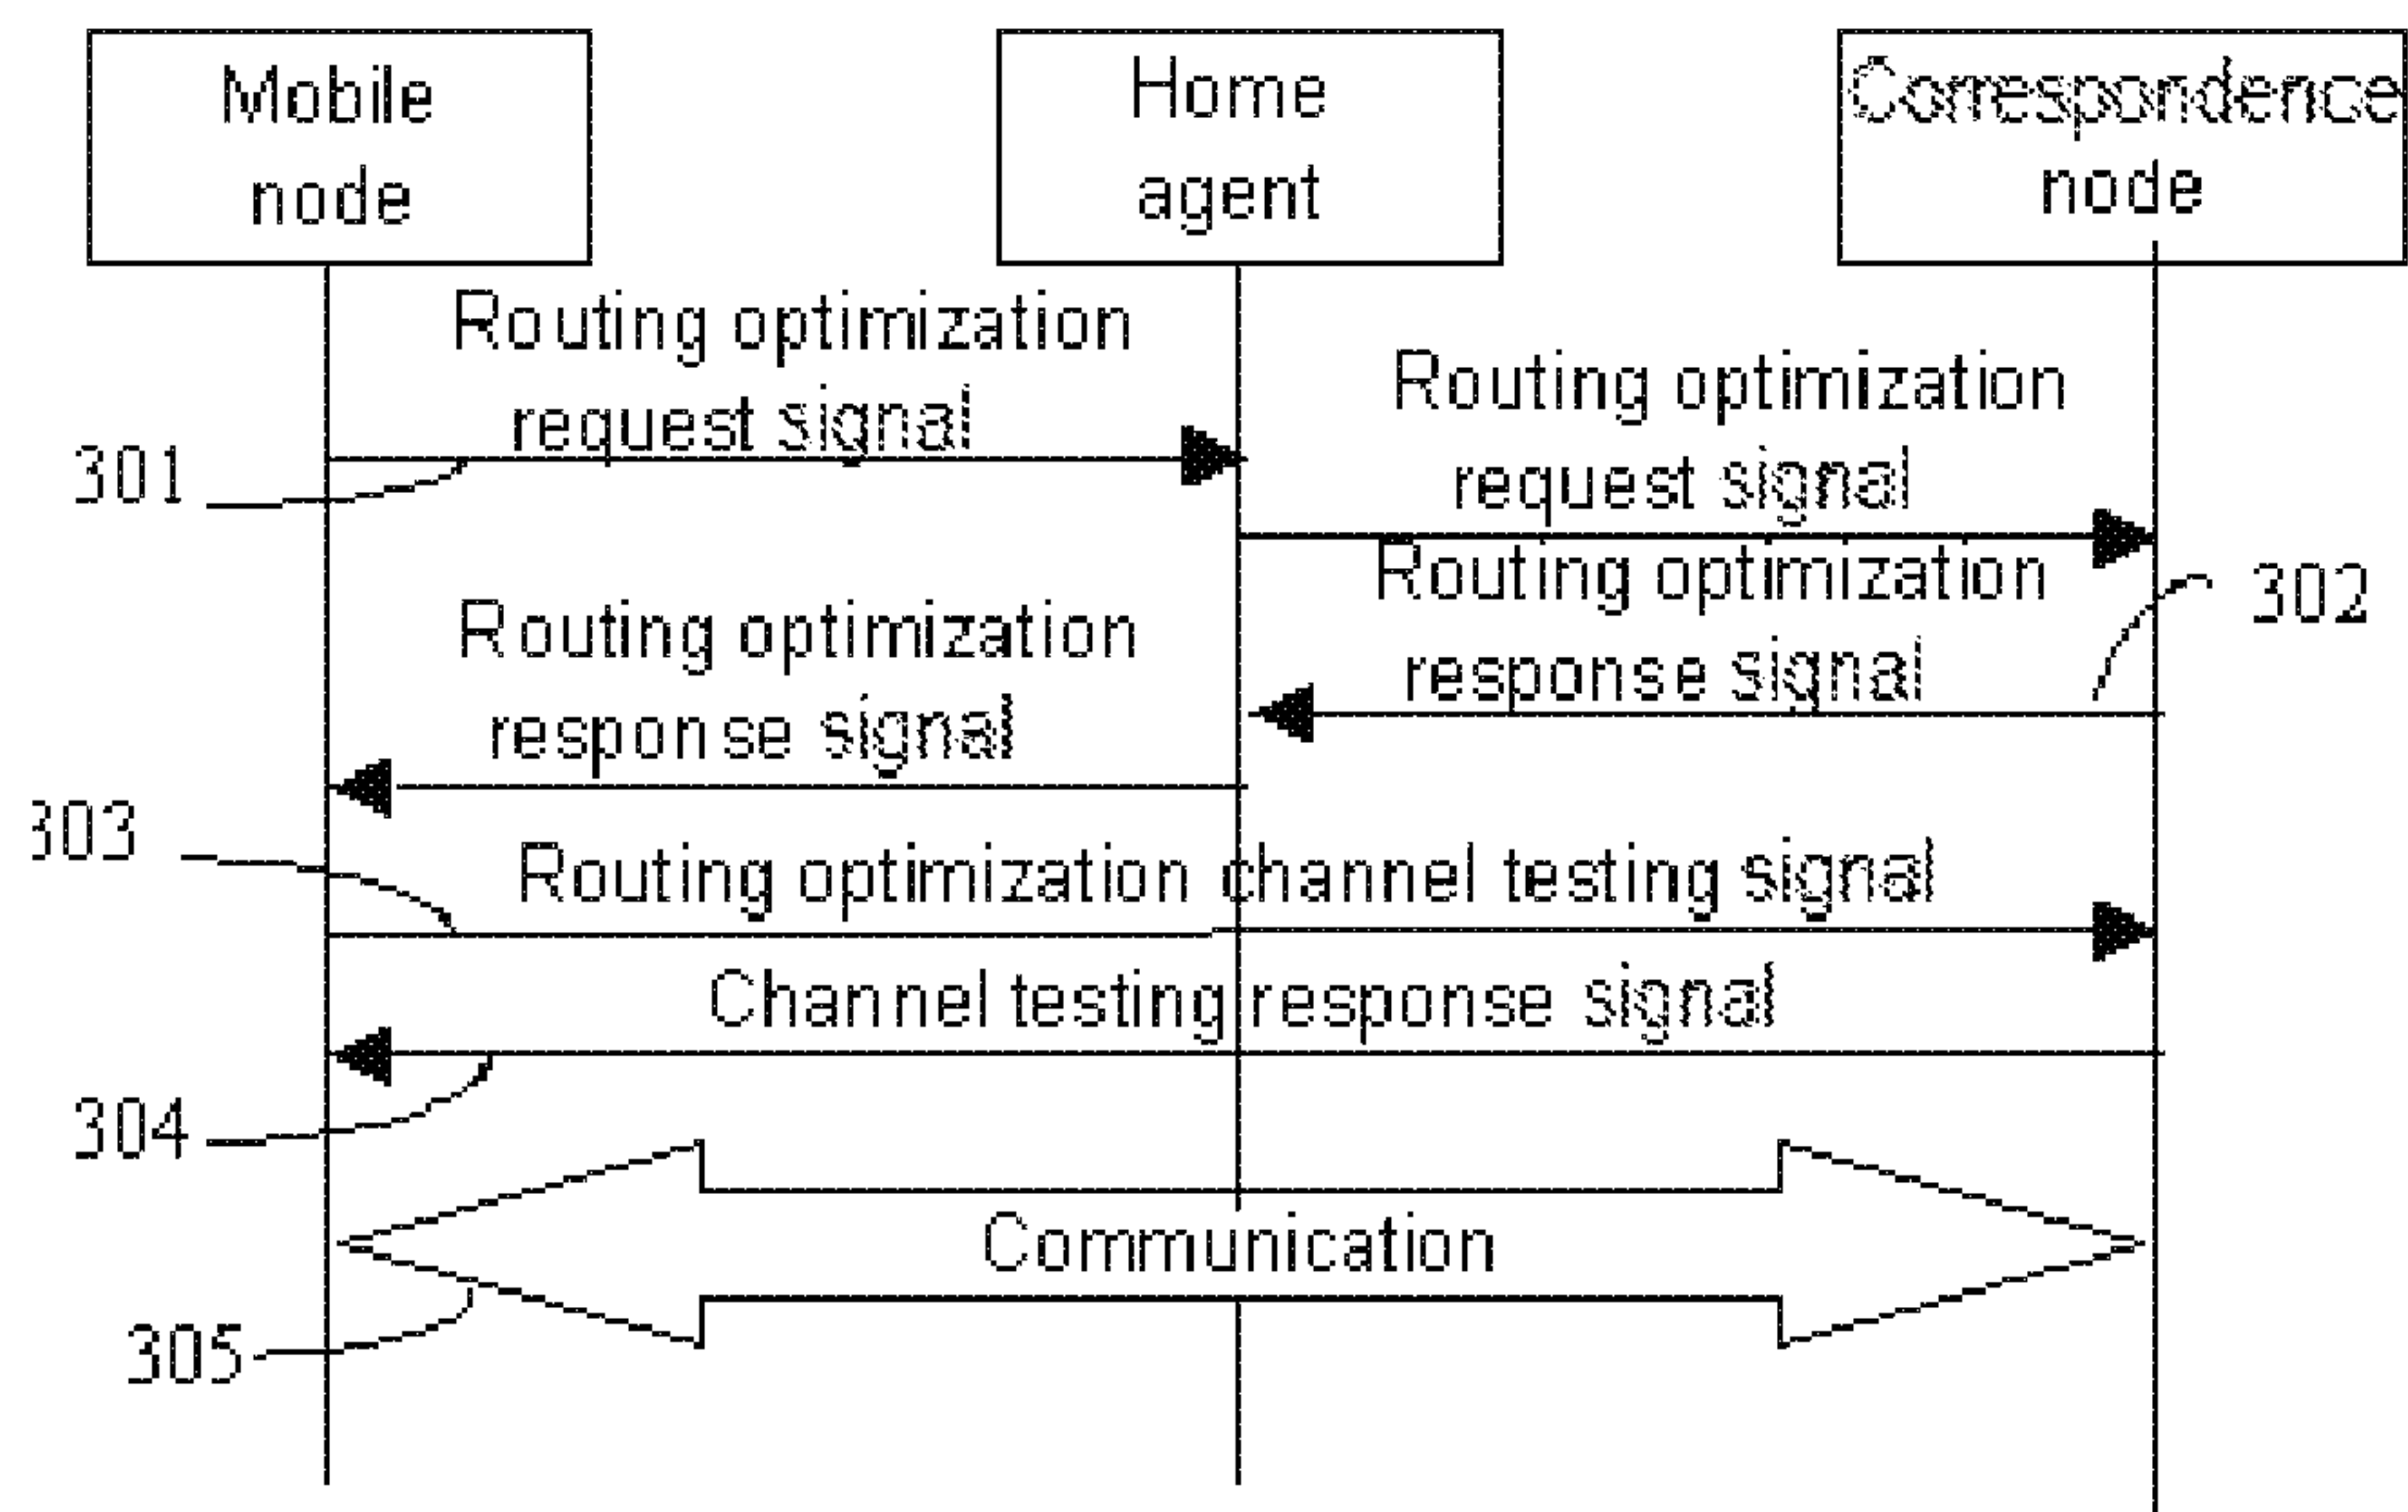 Mobile
node
Home
agent
Correspondence
node
Routing optimization
request signal
301
Routing optimization
request signal
Routing optimization
response signal
302
Routing optimization
response signal
303
Routing optimization channel testing signal
Channel testing response signal
304
Communication
305